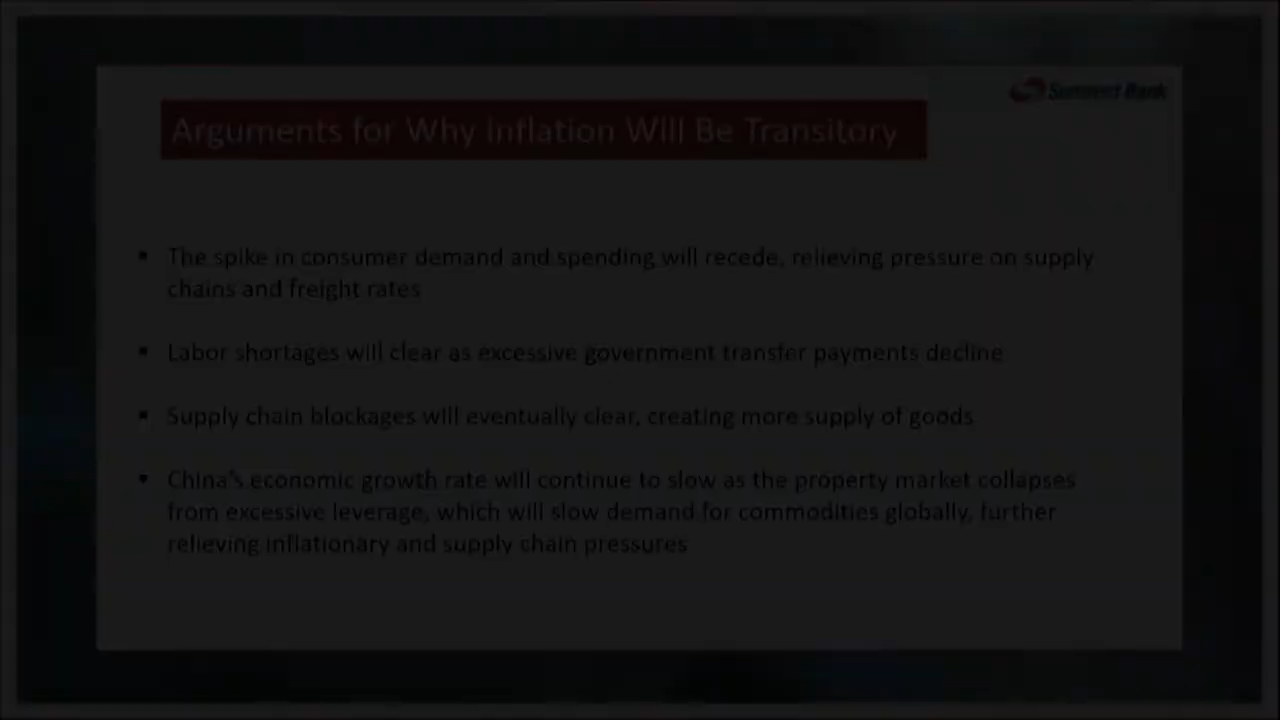 Sunwest Bank
Arguments for Why Inflation Will Be Transitory
▪ The spike in consumer demand and spending will recede, relieving pressure on supply
chains and freight rates
▪ Labor shortages will clear as excessive government transfer payments decline
▪ Supply chain blockages will eventually clear, creating more supply of goods
▪ China's economic growth rate will continue to slow as the property market collapses
from excessive leverage, which will slow demand for commodities globally, further
relieving inflationary and supply chain pressures